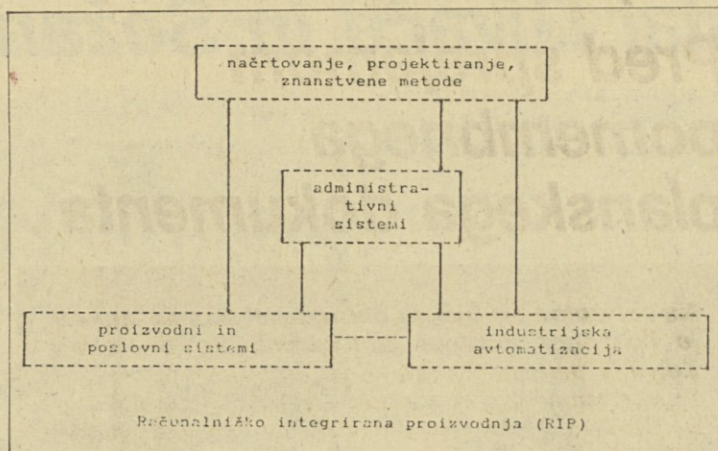 načrtovanje, projektiranje,
znanstvene metode
administra-
tivni
sistemi
proizvodni in
poslovni sistemi
industrijska
avtomatizacija
Računalniško integrirana proizvodnja (RIP)